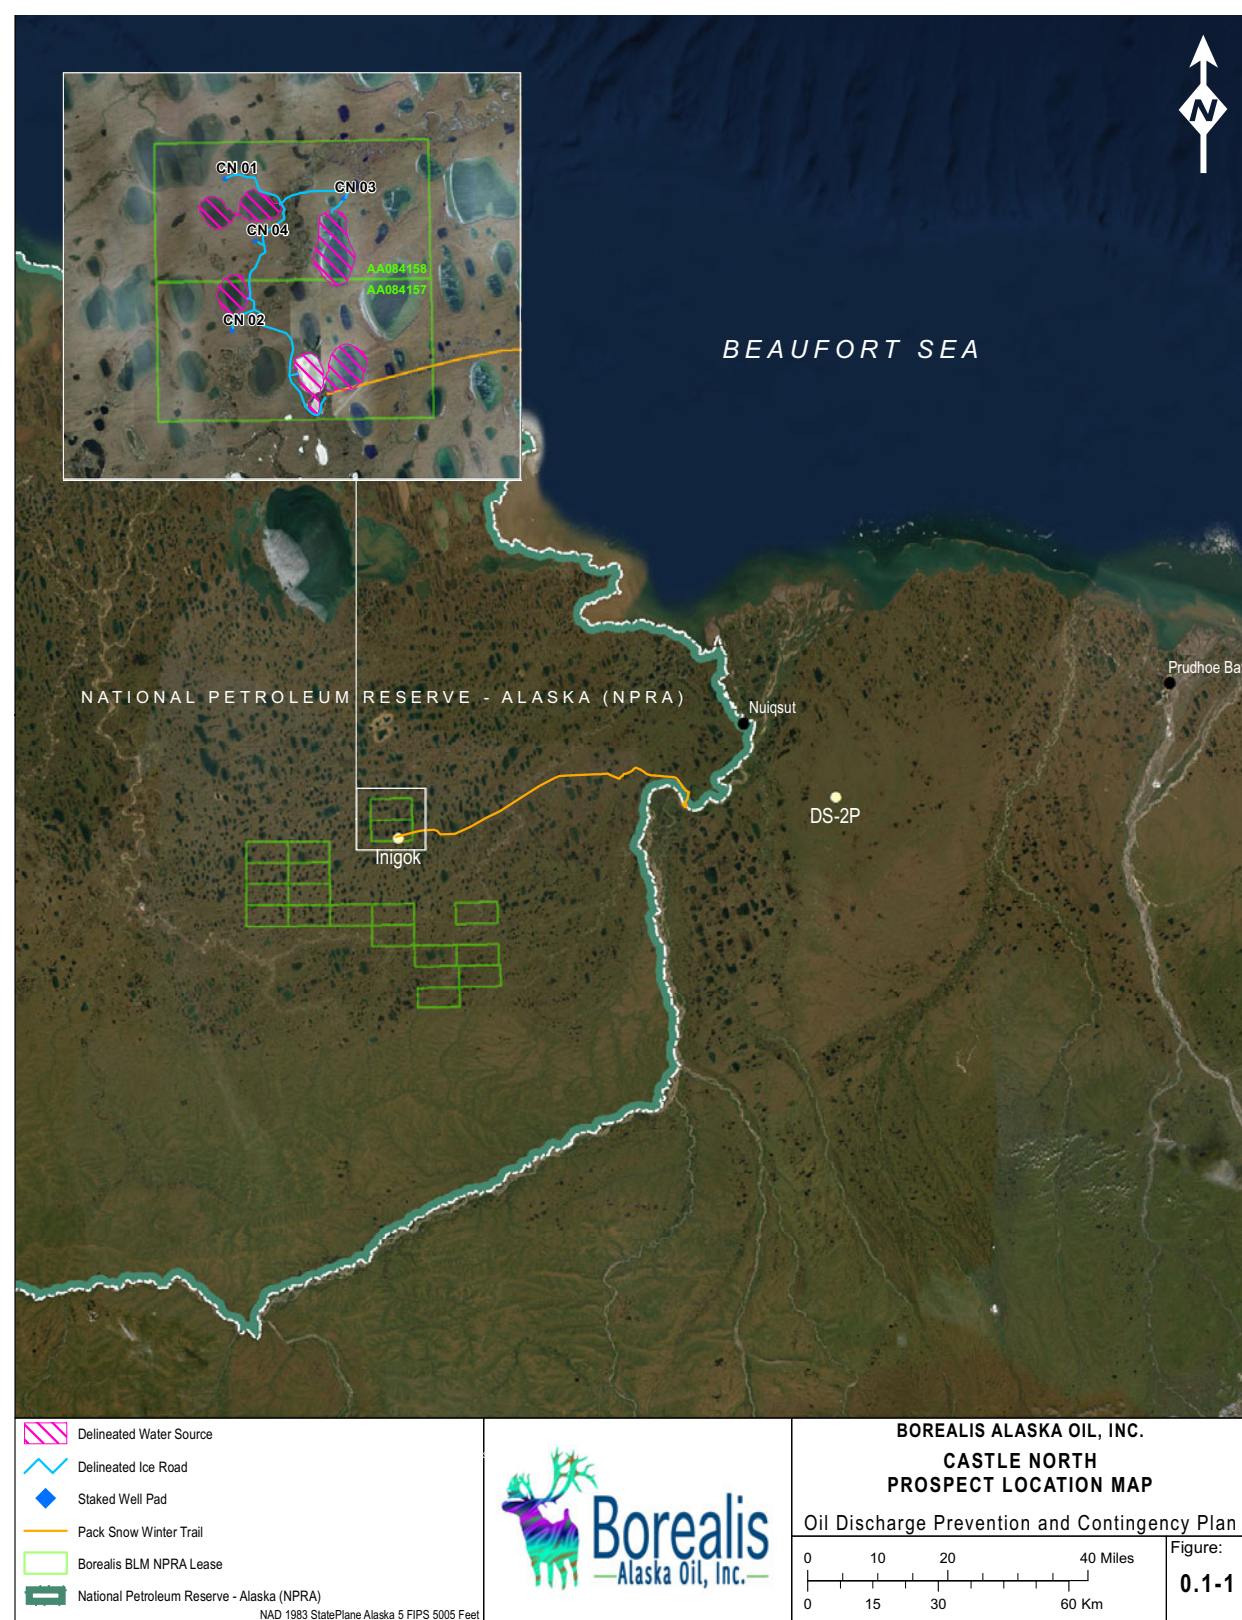 N
CN 01
CN 03
CN 04
AA084158
AA084157
CN 02
BEAUFORT SEA
Prudhoe Ba
NATIONAL PETROLEUM RESERVE - ALASKA (NPRA)
Nuiqsut
DS-2P
Inigok
Delineated Water Source
Delineated Ice Road
Staked Well Pad
Pack Snow Winter Trail
Borealis BLM NPRA Lease
National Petroleum Reserve - Alaska (NPRA)
NAD 1983 StatePlane Alaska 5 FIPS 5005 Feet
Borealis
Alaska Oil, Inc.
BOREALIS ALASKA OIL, INC.
CASTLE NORTH
PROSPECT LOCATION MAP
Oil Discharge Prevention and Contingency Plan
0 10 20 40 Miles
0 15 30 60 Km
Figure:
0.1-1